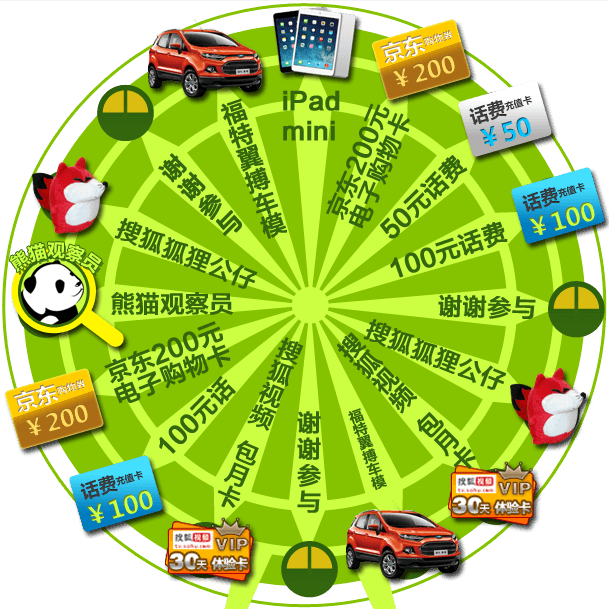 iPad
mini
京东购物券
¥200
京东200元
电子购物卡
话费充值卡
¥50
50元话费
话费充值卡
¥100
100元话费
谢谢参与
搜狐狐狸公仔
搜狐视频
包月卡
搜狐视频
tv.sohu.com
VIP
30天体验卡
福特翼搏车模
谢谢参与
搜狐视频
包月卡
搜狐视频
tv.sohu.com
VIP
30天体验卡
100元话
话费充值卡
¥100
京东200元
电子购物卡
京东购物券
¥200
熊猫观察员
熊猫观察员
搜狐狐狸公仔
谢谢参与
福特翼搏车模